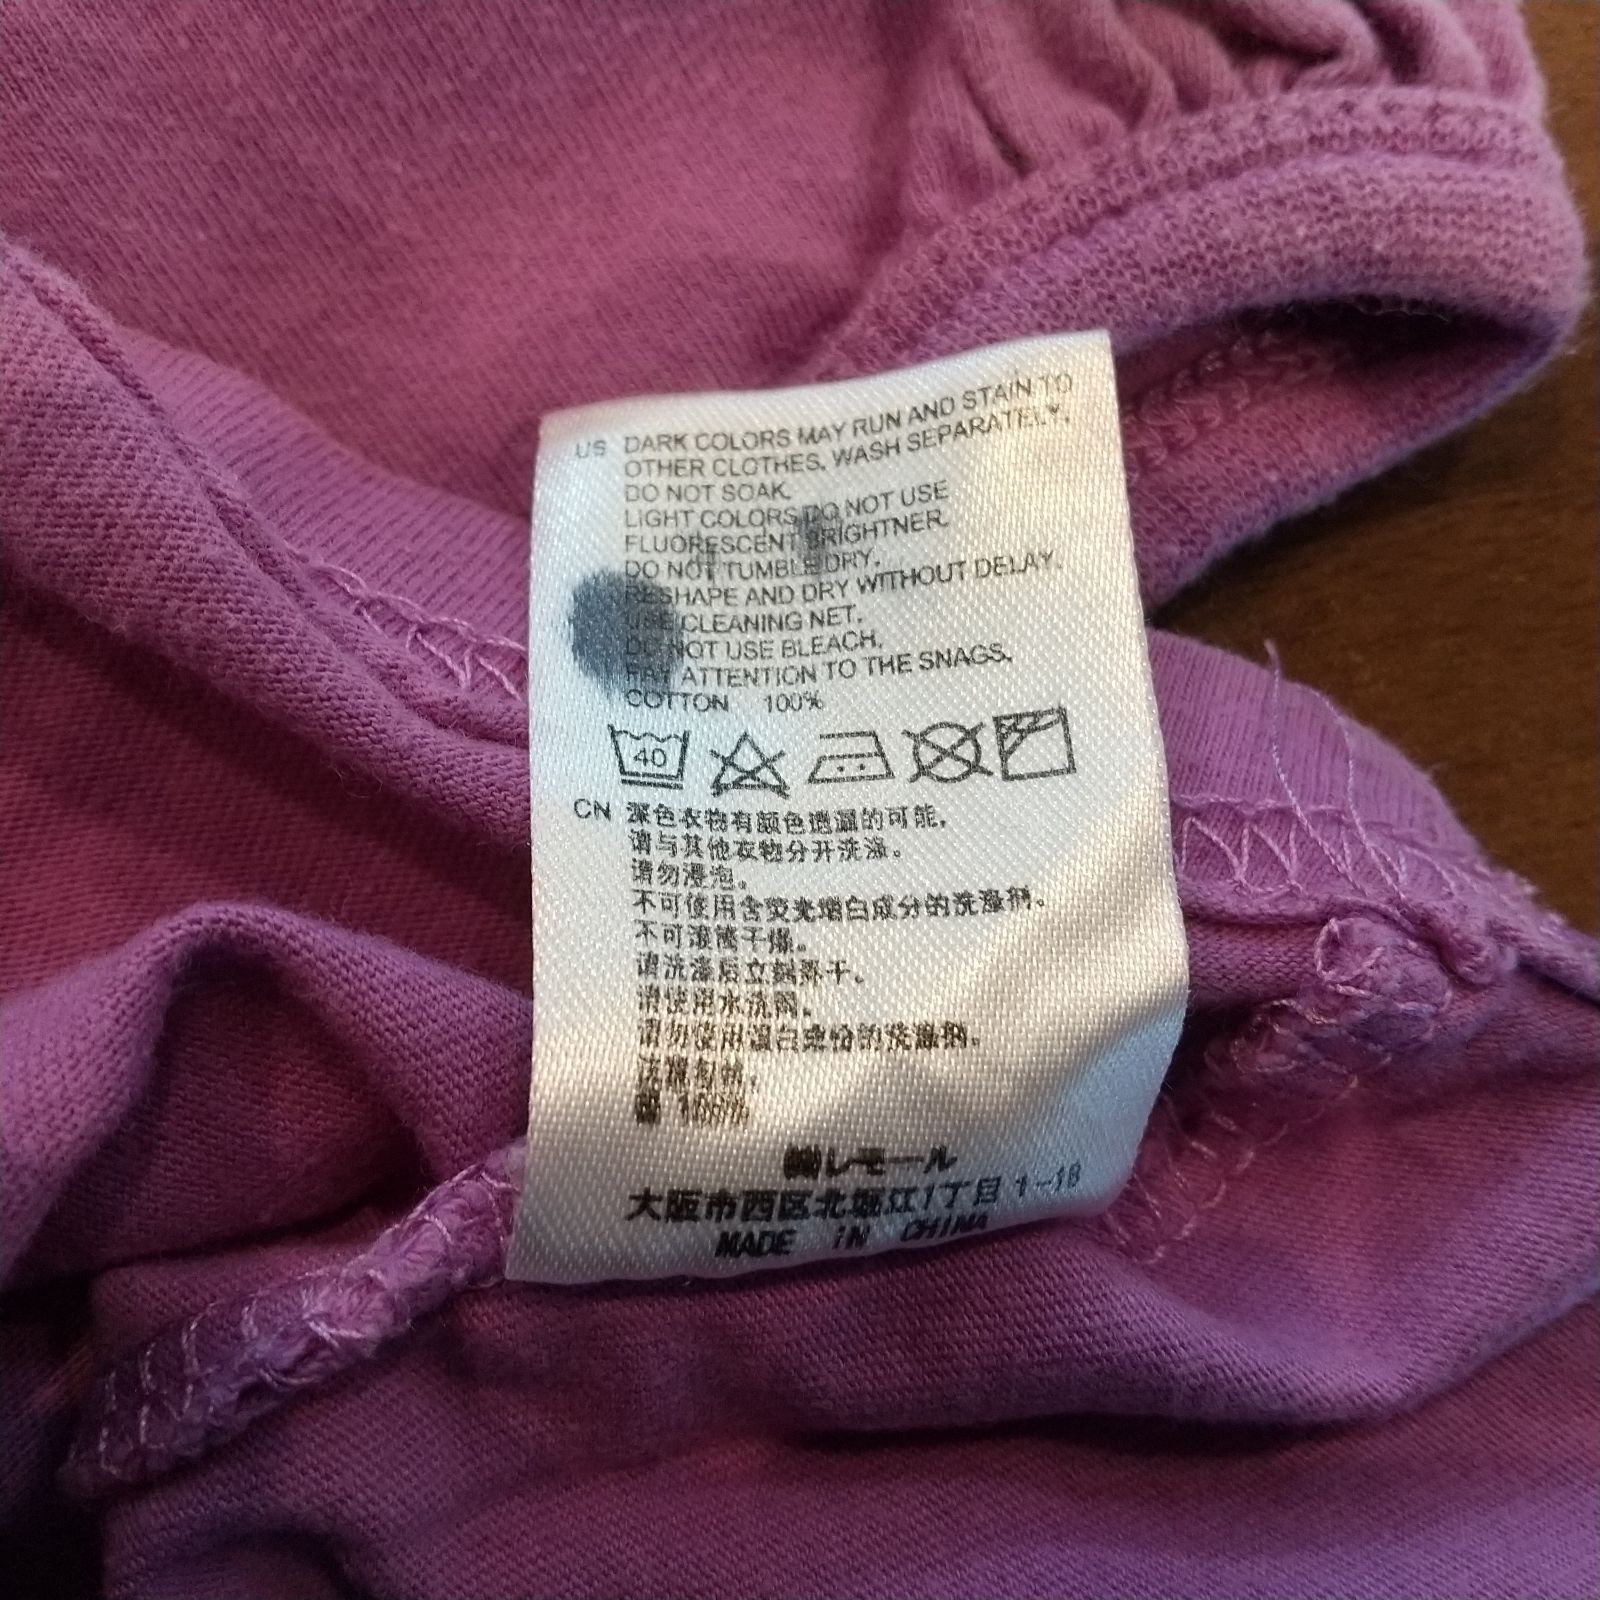 US DARK COLORS MAY RUN AND STAIN TO
OTHER CLOTHES. WASH SEPARATELY.
DO NOT SOAK.
LIGHT COLORS DO NOT USE
FLUORESCENT BRIGHTNER.
DO NOT TUMBLE DRY.
RESHAPE AND DRY WITHOUT DELAY.
USE CLEANING NET.
DO NOT USE BLEACH.
PAY ATTENTION TO THE SNAGS.
COTTON 100%
40
CN 深色衣物有颜色遗漏的可能,
请与其他衣物分开洗涤。
请勿浸泡。
不可使用含荧光增白成分的洗涤剂。
不可滚筒干燥。
请洗涤后立刻弄干。
请使用水洗网。
请勿使用蛋白成份的洗涤剂。
100%
㈱レモール
大阪市西区北堀江1丁目1-18
MADE iN CHINA